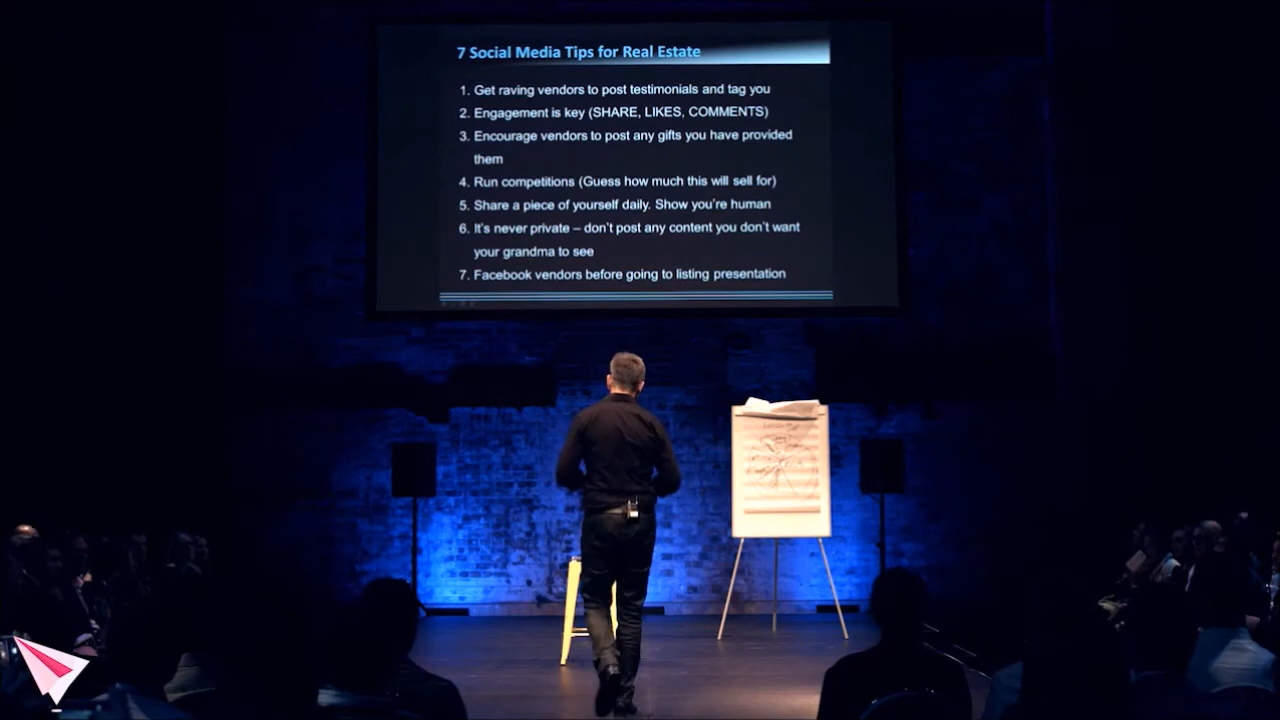 7 Social Media Tips for Real Estate
1. Get raving vendors to post testimonials and tag you
2. Engagement is key (SHARE, LIKES, COMMENTS)
3. Encourage vendors to post any gifts you have provided
them
4. Run competitions (Guess how much this will sell for)
5. Share a piece of yourself daily. Show you're human
6. It's never private – don't post any content you don't want
your grandma to see
7. Facebook vendors before going to listing presentation